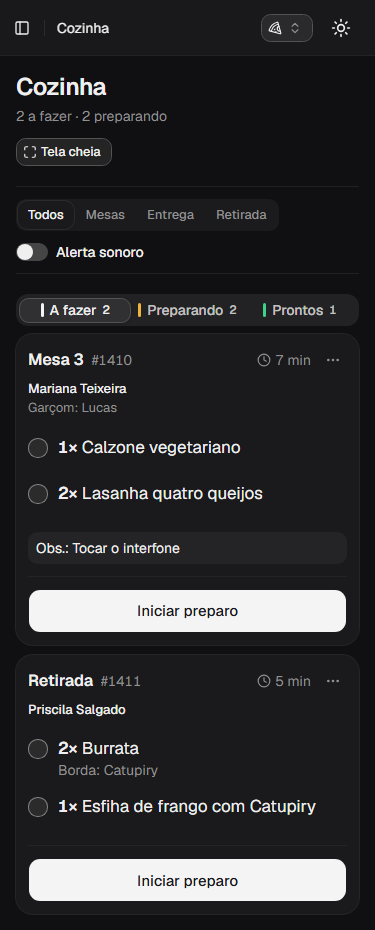 Cozinha
Cozinha
2 a fazer · 2 preparando
Tela cheia
Todos Mesas Entrega Retirada
Alerta sonoro
A fazer 2 Preparando 2 Prontos 1
Mesa 3 #1410 7 min
Mariana Teixeira
Garçom: Lucas
1× Calzone vegetariano
2× Lasanha quatro queijos
Obs.: Tocar o interfone
Iniciar preparo
Retirada #1411 5 min
Priscila Salgado
2× Burrata
Borda: Catupiry
1× Esfiha de frango com Catupiry
Iniciar preparo